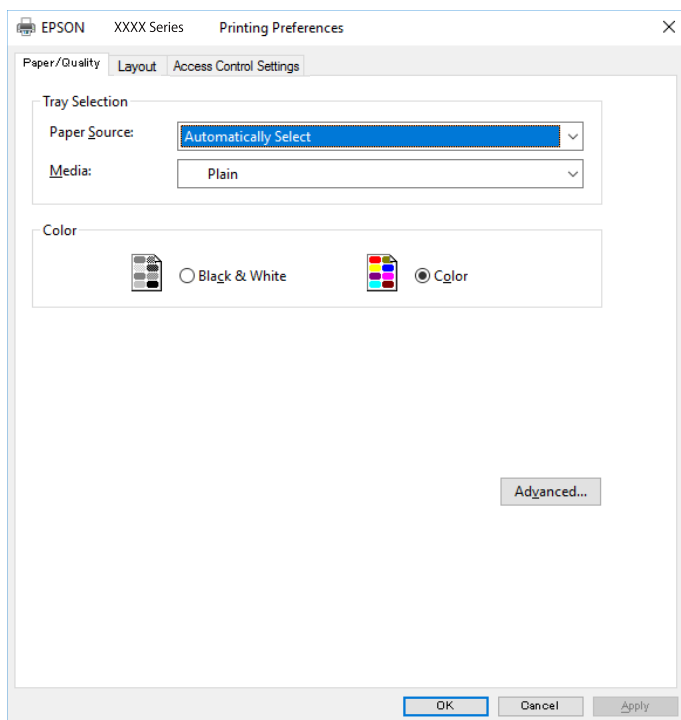 EPSON XXXX Series Printing Preferences
Paper/Quality Layout Access Control Settings
Tray Selection
Paper Source: Automatically Select
Media: Plain
Color
Black & White Color
Advanced...
OK Cancel Apply